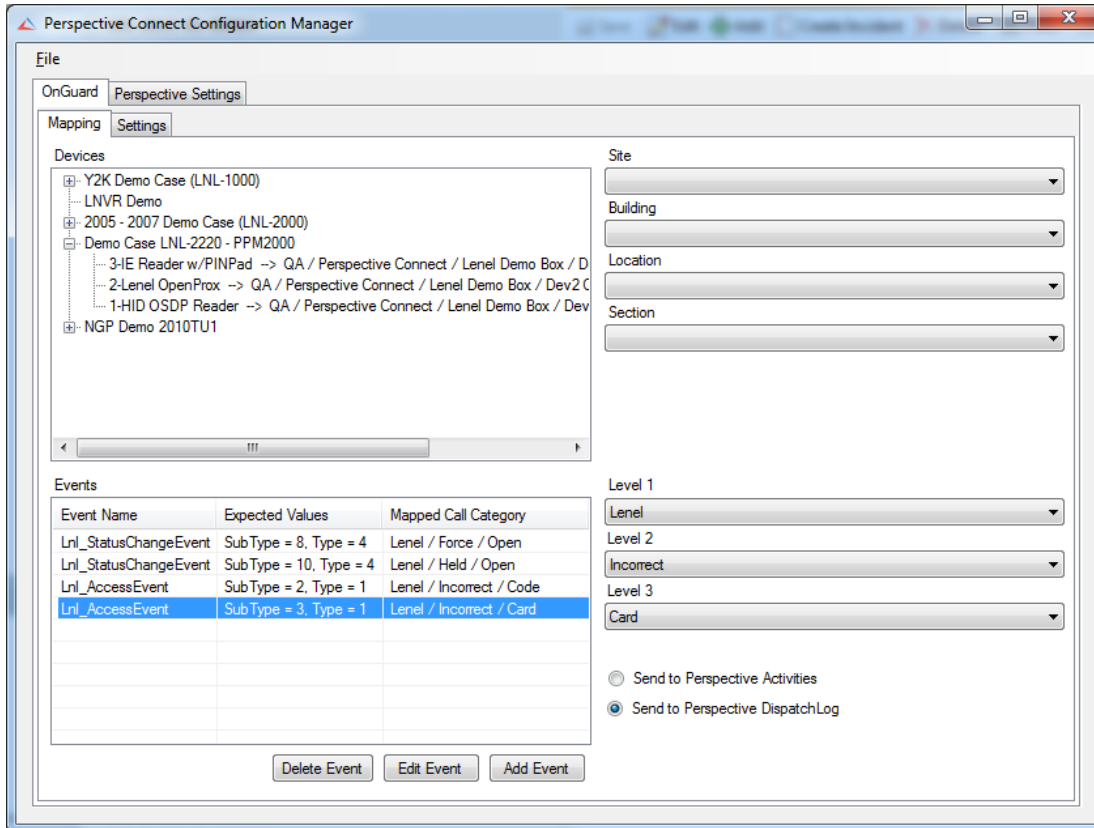 Perspective Connect Configuration Manager
File
OnGuard Perspective Settings
Mapping Settings
Devices
Y2K Demo Case (LNL-1000)
LNVR Demo
2005 - 2007 Demo Case (LNL-2000)
Demo Case LNL-2220 - PPM2000
3-IE Reader w/PINPad --> QA / Perspective Connect / Lenel Demo Box / D
2-Lenel OpenProx --> QA / Perspective Connect / Lenel Demo Box / Dev2 C
1-HID OSDP Reader --> QA / Perspective Connect / Lenel Demo Box / Dev
NGP Demo 2010TU1
Site
Building
Location
Section
Events
Event Name Expected Values Mapped Call Category
Lnl_StatusChangeEvent SubType = 8, Type = 4 Lenel / Force / Open
Lnl_StatusChangeEvent SubType = 10, Type = 4 Lenel / Held / Open
Lnl_AccessEvent SubType = 2, Type = 1 Lenel / Incorrect / Code
Lnl_AccessEvent SubType = 3, Type = 1 Lenel / Incorrect / Card
Delete Event Edit Event Add Event
Level 1
Lenel
Level 2
Incorrect
Level 3
Card
Send to Perspective Activities
Send to Perspective DispatchLog